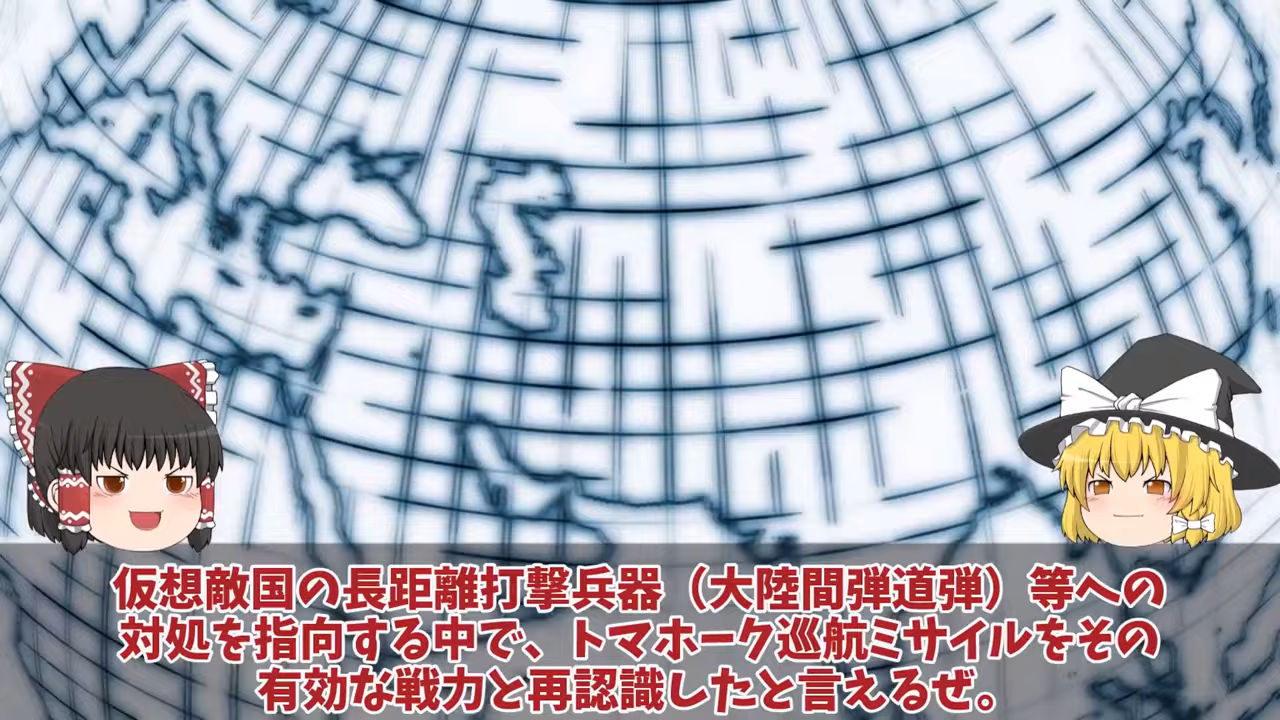 仮想敵国の長距離打撃兵器（大陸間弾道弾）等への
対処を指向する中で、トマホーク巡航ミサイルをその
有効な戦力と再認識したと言えるぜ。